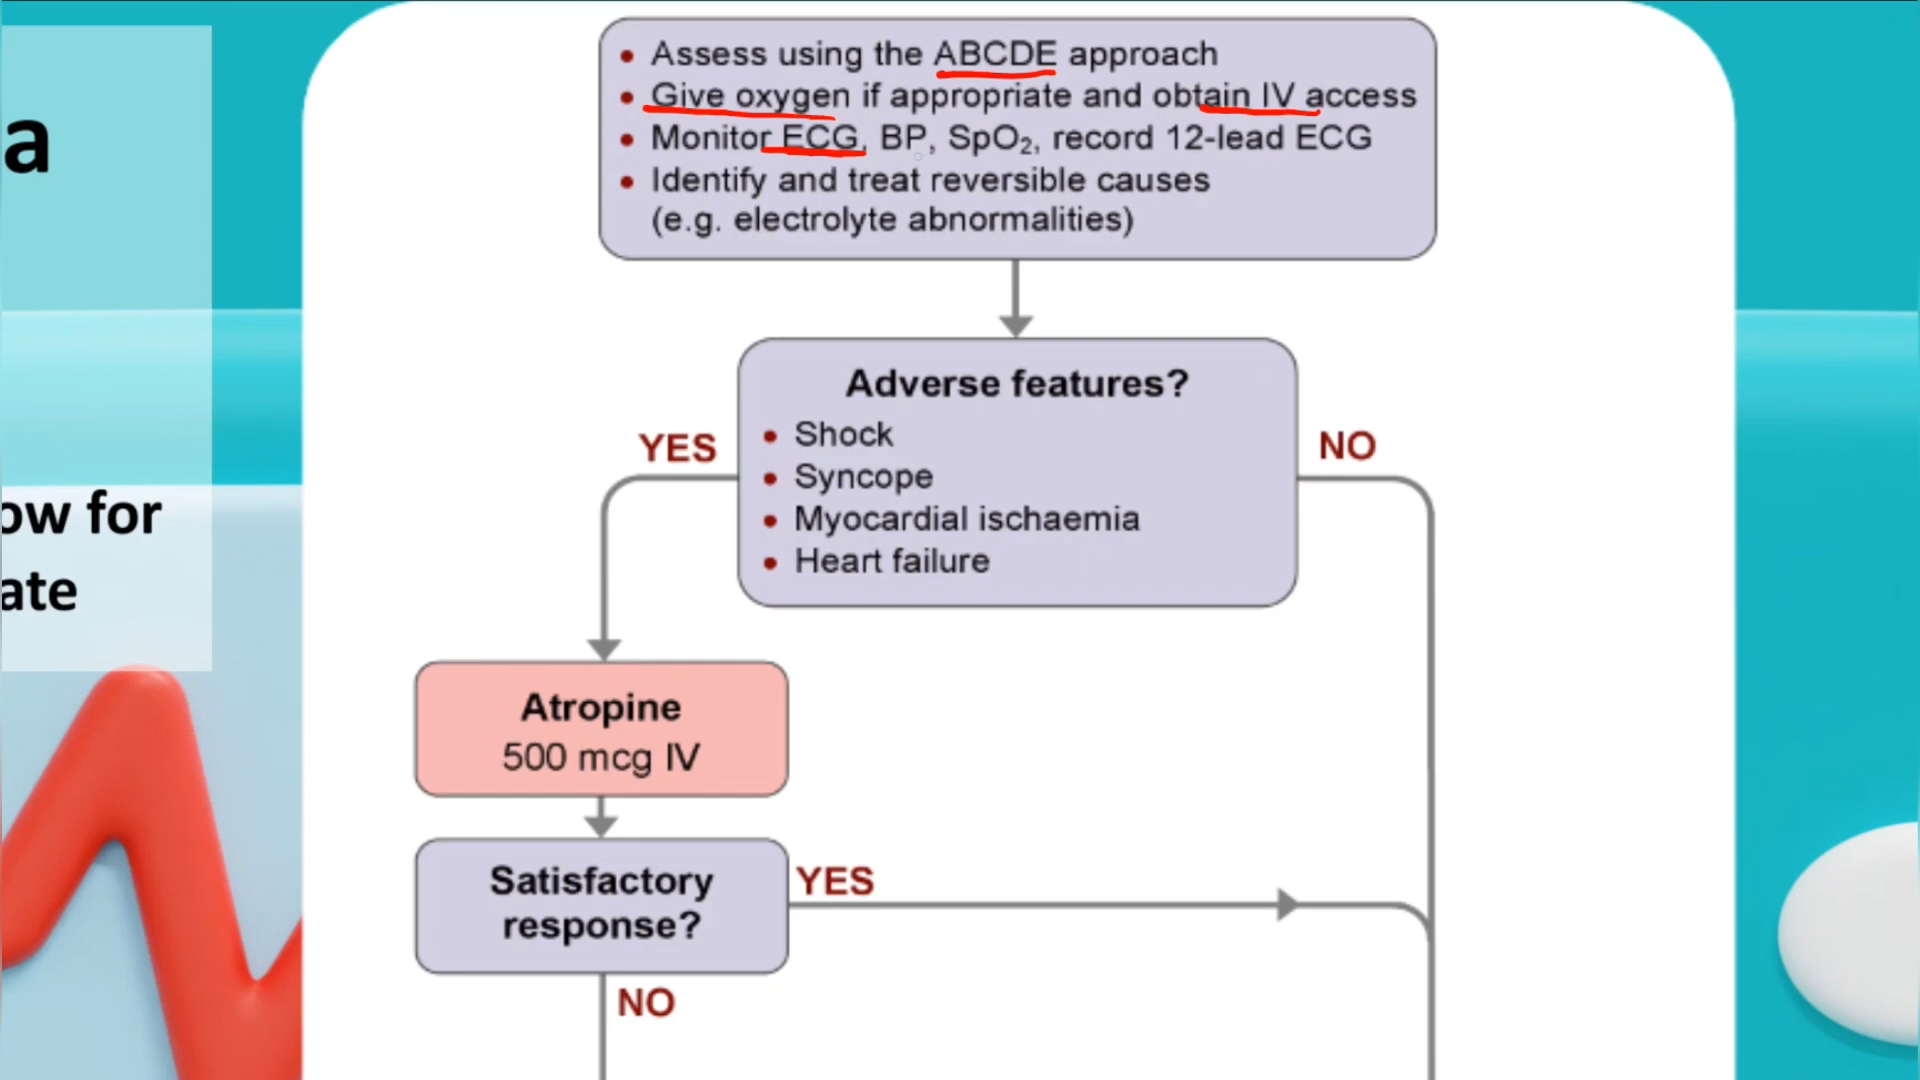 a
ow for
ate
• Assess using the ABCDE approach
• Give oxygen if appropriate and obtain IV access
• Monitor ECG, BP, SpO₂, record 12-lead ECG
• Identify and treat reversible causes
(e.g. electrolyte abnormalities)
Adverse features?
• Shock
• Syncope
• Myocardial ischaemia
• Heart failure
YES
NO
Atropine
500 mcg IV
Satisfactory
response?
YES
NO